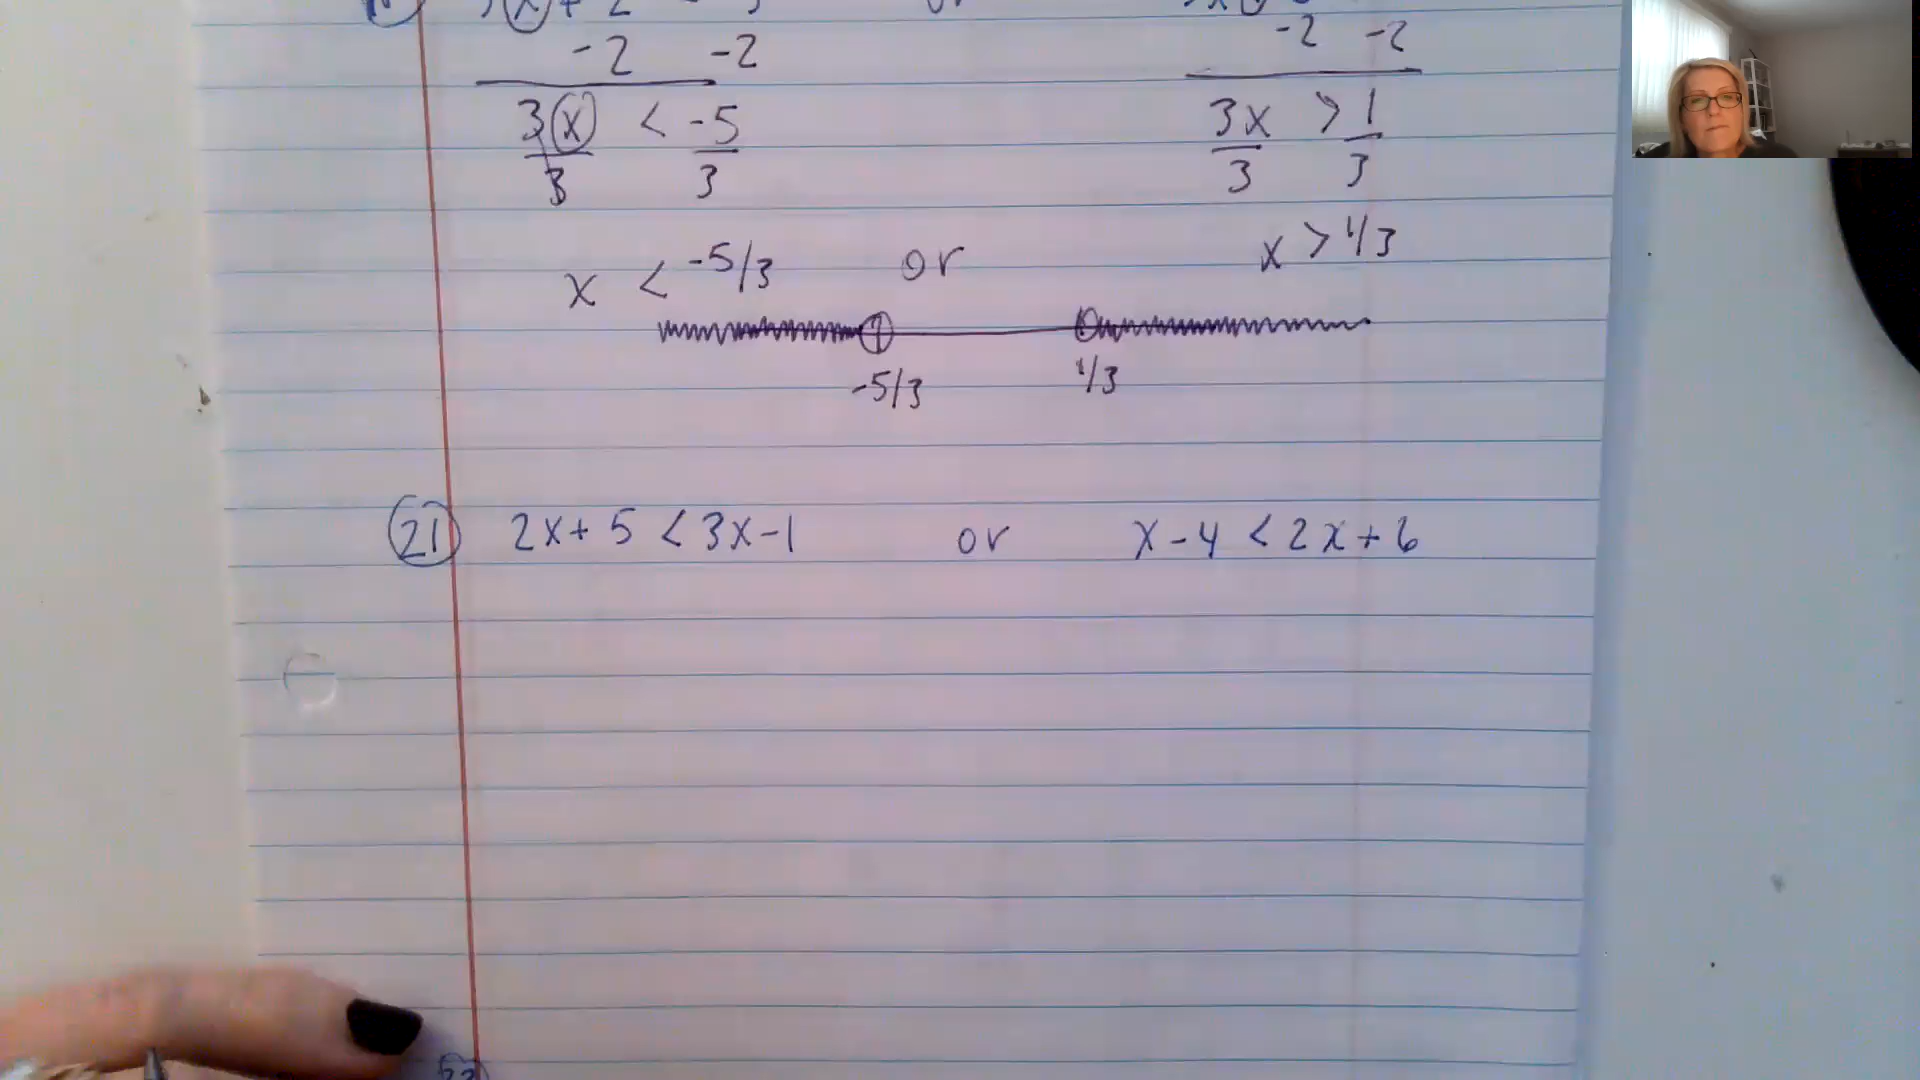 -2 -2 -2 -2
3x < -5 3x > 1
3 3 3 3
x < -5/3 or x > 1/3
-5/3 1/3
21 2x+5 < 3x-1 or x-4 < 2x+6